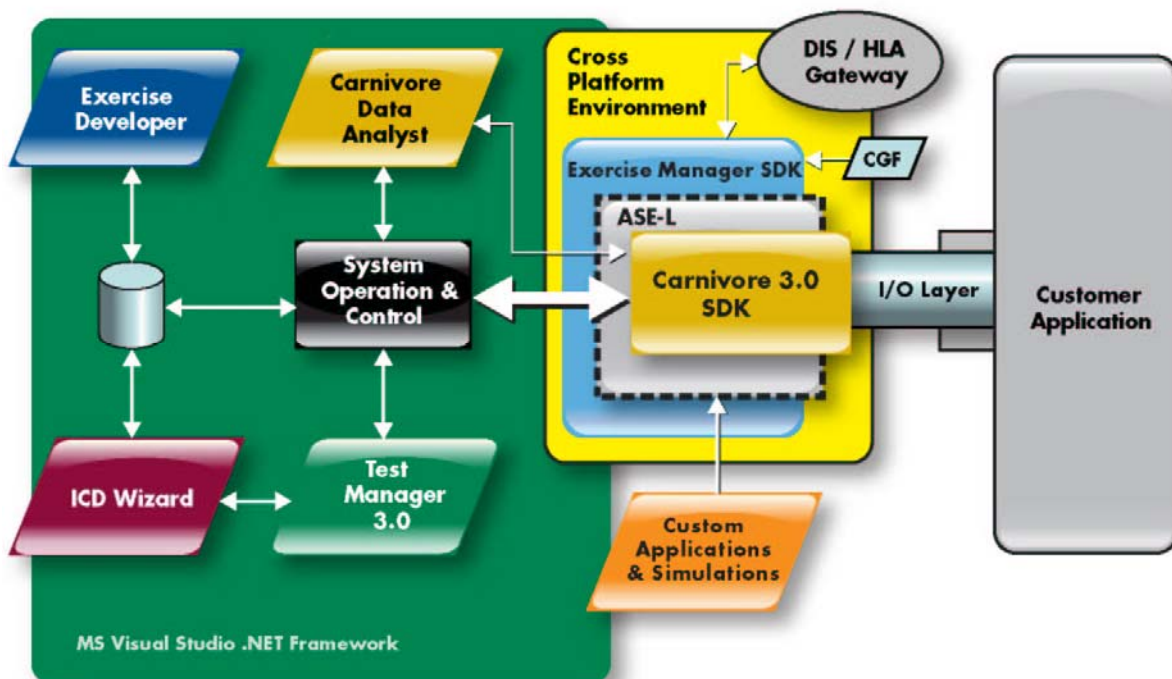 Exercise
Developer
Carnivore
Data
Analyst
Cross
Platform
Environment
DIS / HLA
Gateway
CGF
Exercise Manager SDK
ASE-L
System
Operation &
Control
Carnivore 3.0
SDK
I/O Layer
Customer
Application
ICD Wizard
Test
Manager
3.0
Custom
Applications
& Simulations
MS Visual Studio .NET Framework